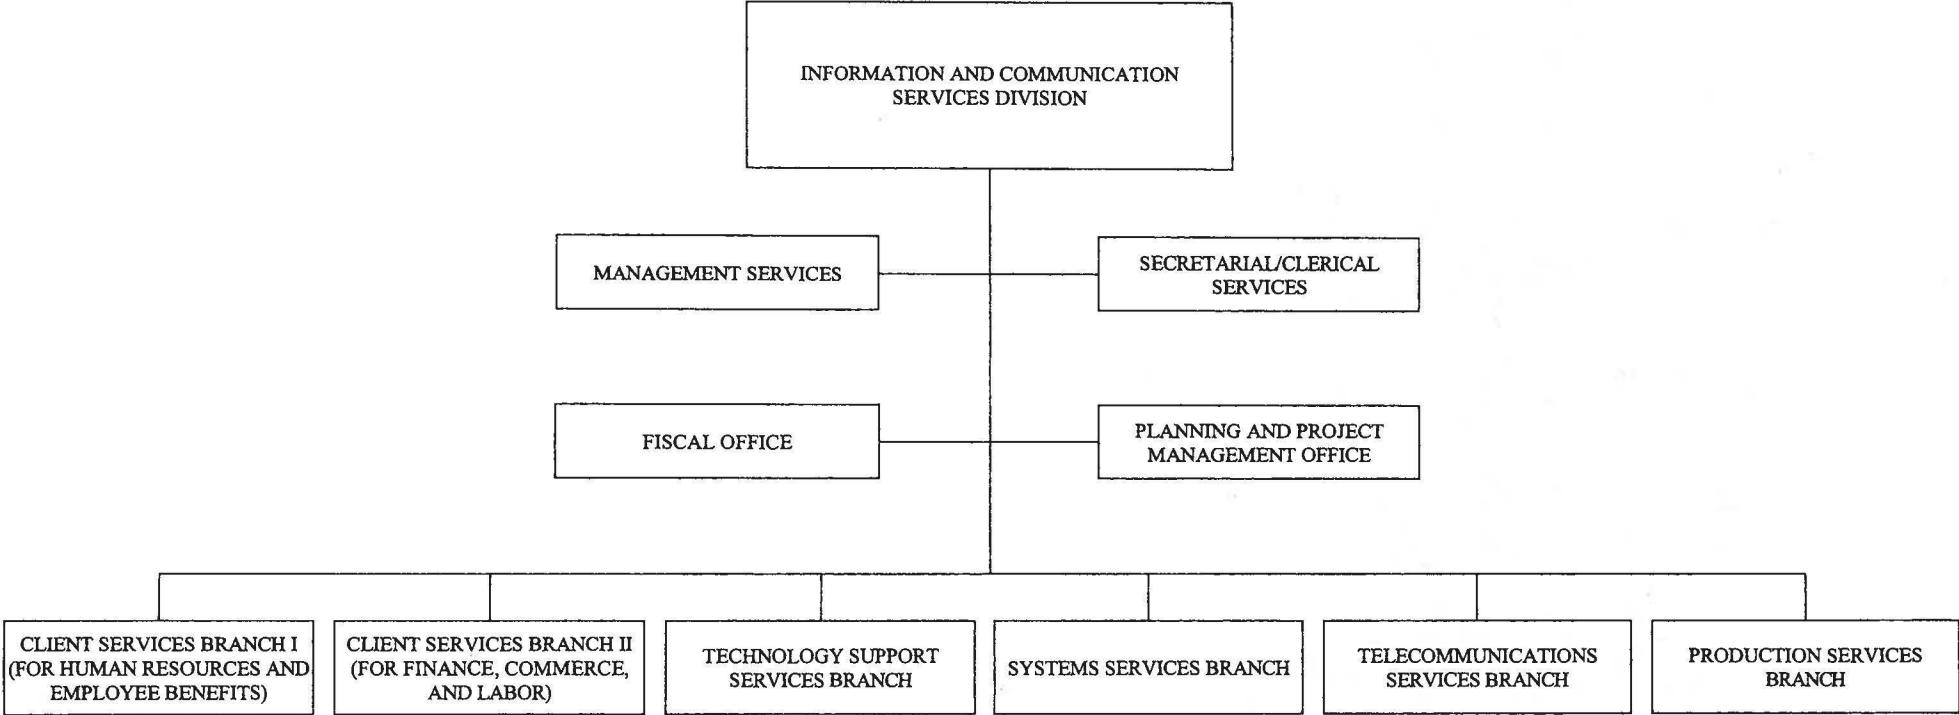 INFORMATION AND COMMUNICATION
SERVICES DIVISION
MANAGEMENT SERVICES
SECRETARIAL/CLERICAL
SERVICES
FISCAL OFFICE
PLANNING AND PROJECT
MANAGEMENT OFFICE
CLIENT SERVICES BRANCH I
(FOR HUMAN RESOURCES AND
EMPLOYEE BENEFITS)
CLIENT SERVICES BRANCH II
(FOR FINANCE, COMMERCE,
AND LABOR)
TECHNOLOGY SUPPORT
SERVICES BRANCH
SYSTEMS SERVICES BRANCH
TELECOMMUNICATIONS
SERVICES BRANCH
PRODUCTION SERVICES
BRANCH